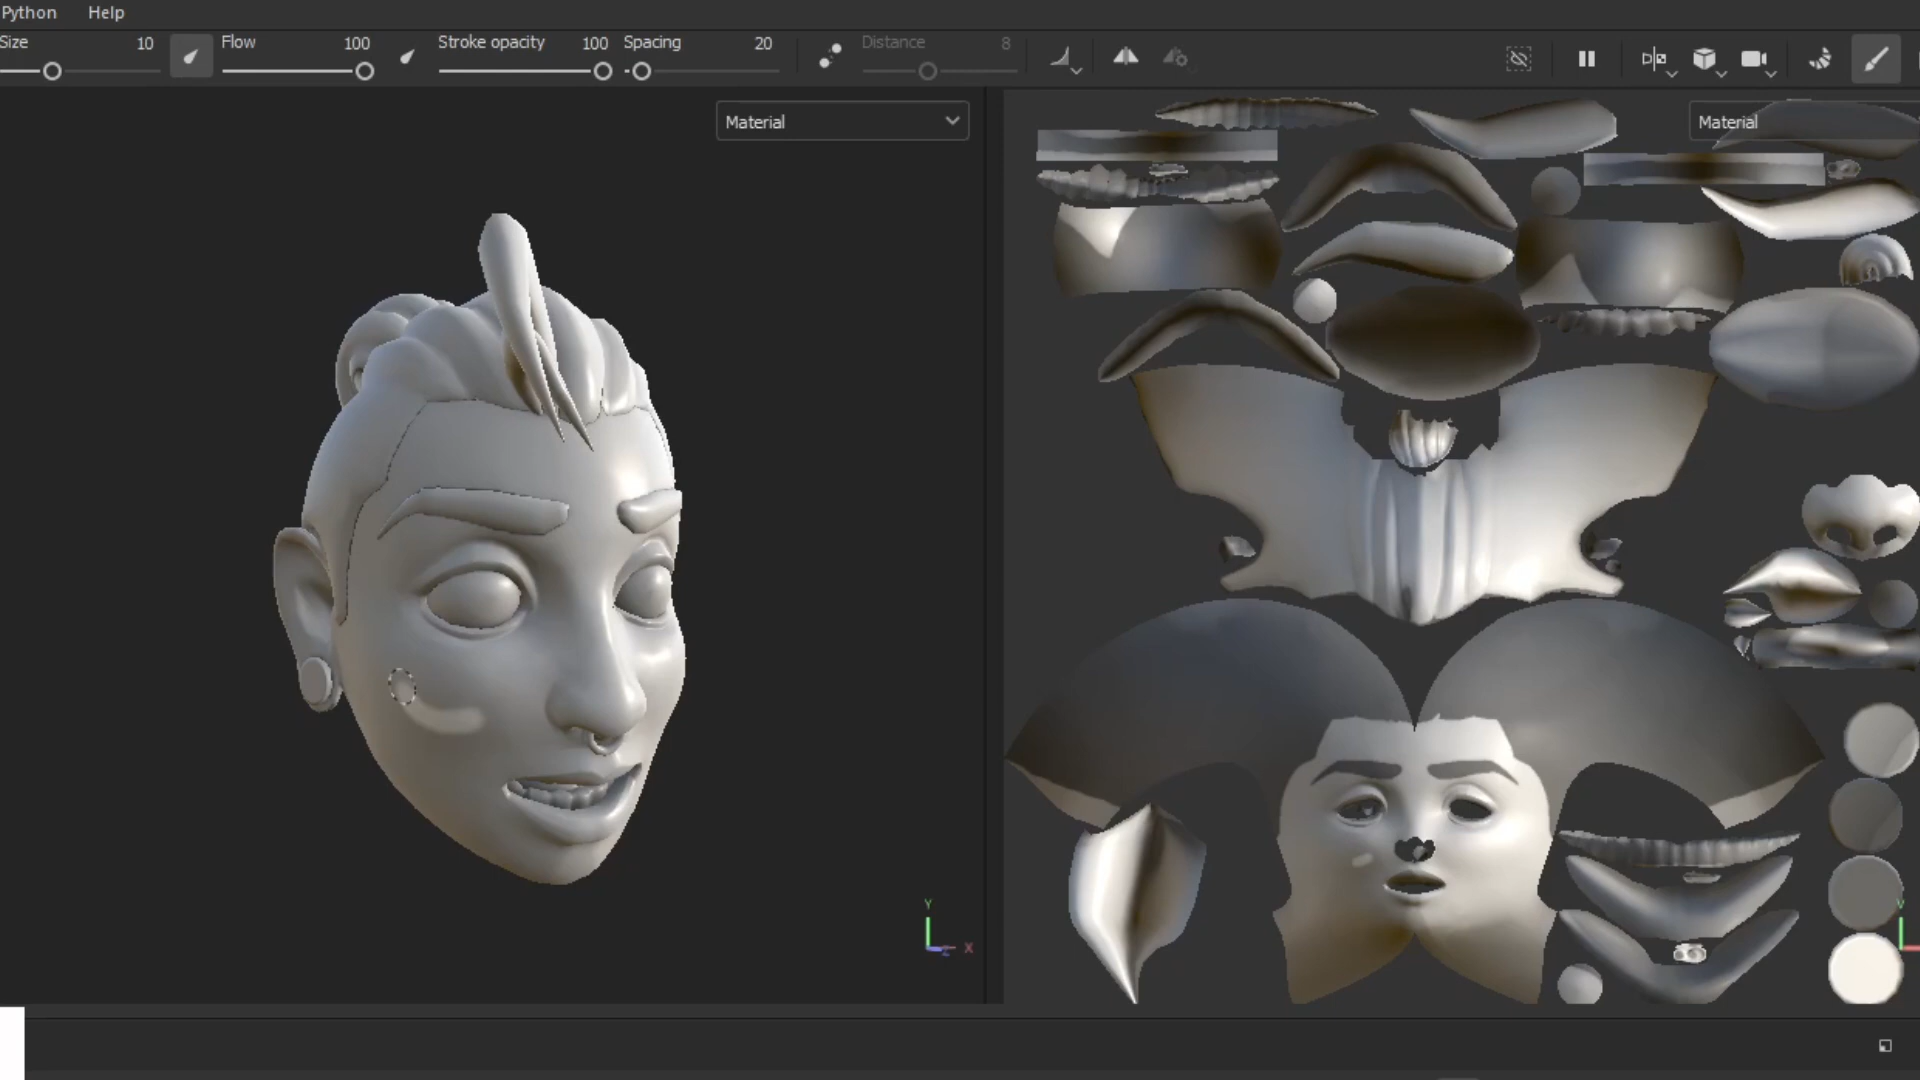 Python Help
Size 10 Flow 100 Stroke opacity 100 Spacing 20 Distance 8
Material
Material
Y
X
Z
Y